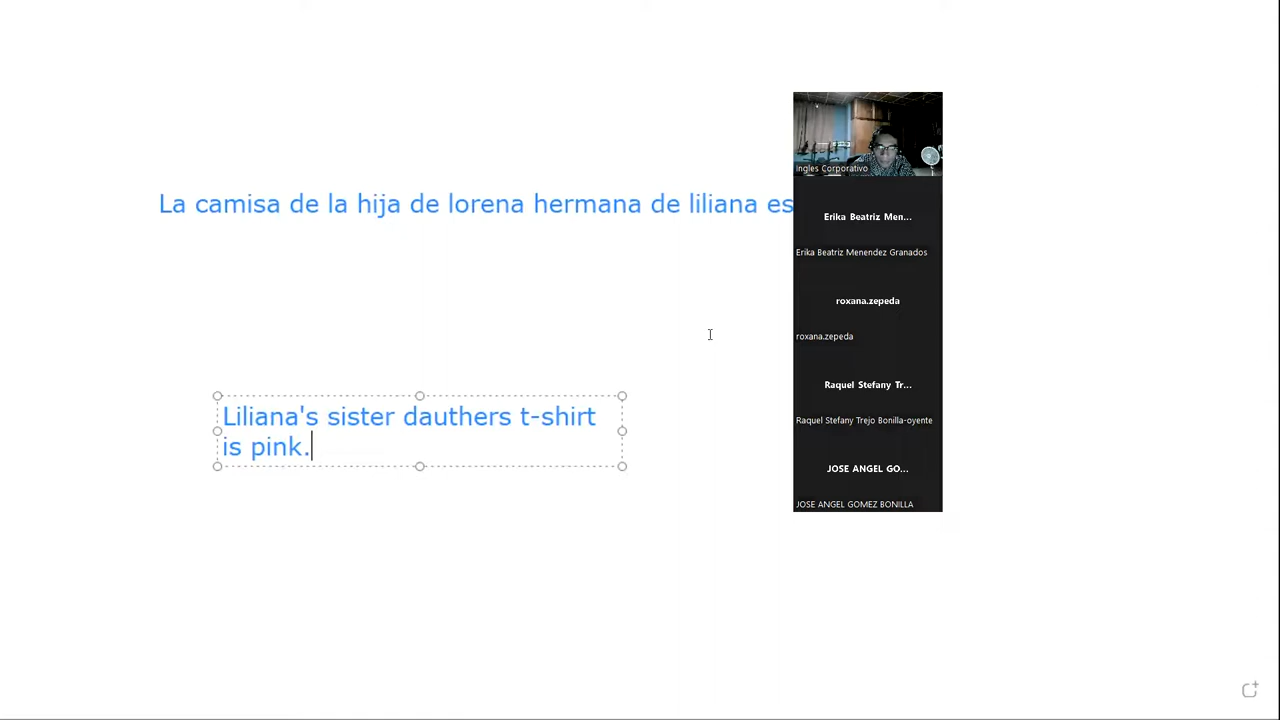 La camisa de la hija de lorena hermana de liliana es
Liliana's sister dauthers t-shirt
is pink.
Ingles Corporativo
Erika Beatriz Men...
Erika Beatriz Menendez Granados
roxana.zepeda
roxana.zepeda
Raquel Stefany Tr...
Raquel Stefany Trejo Bonilla-oyente
JOSE ANGEL GO...
JOSE ANGEL GOMEZ BONILLA